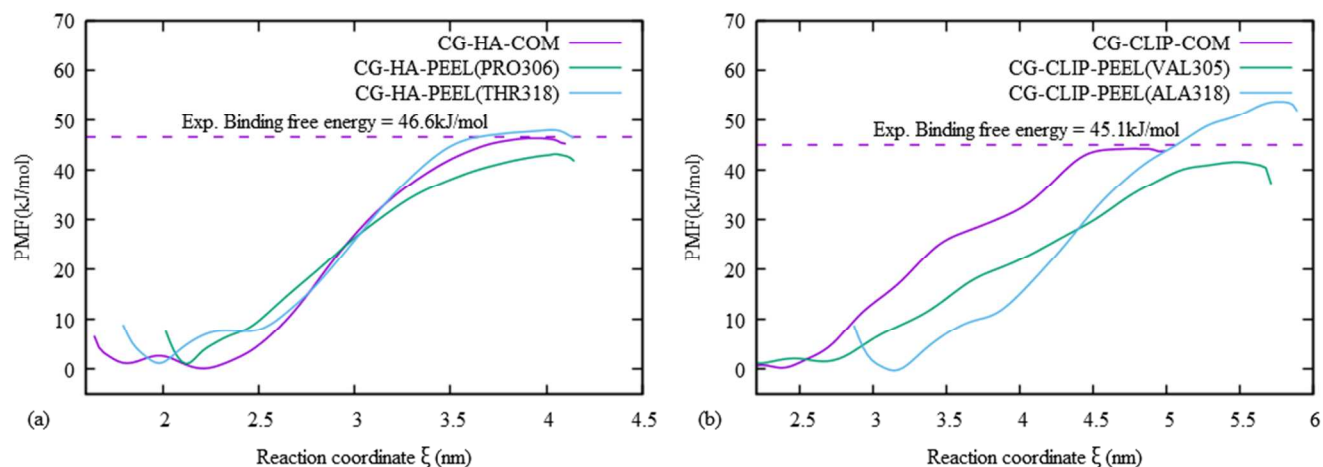 70
60
50
40
30
20
10
0
PMF(kJ/mol)
CG-HA-COM
CG-HA-PEEL(PRO306)
CG-HA-PEEL(THR318)
Exp. Binding free energy = 46.6kJ/mol
2 2.5 3 3.5 4 4.5
(a)
Reaction coordinate ξ (nm)
70
60
50
40
30
20
10
0
PMF(kJ/mol)
CG-CLIP-COM
CG-CLIP-PEEL(VAL305)
CG-CLIP-PEEL(ALA318)
Exp. Binding free energy = 45.1kJ/mol
2.5 3 3.5 4 4.5 5 5.5 6
(b)
Reaction coordinate ξ (nm)